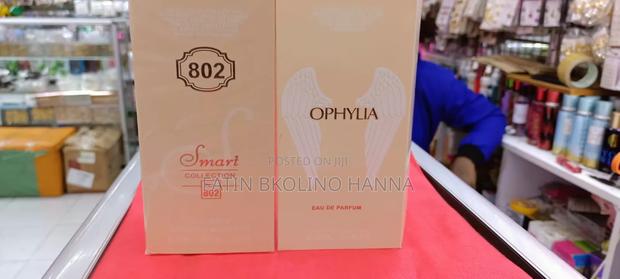 802
Smart
COLLECTION
802
OPHYLIA
EAU DE PARFUM
POSTED ON JIJI
FATIN BKOLINO HANNA